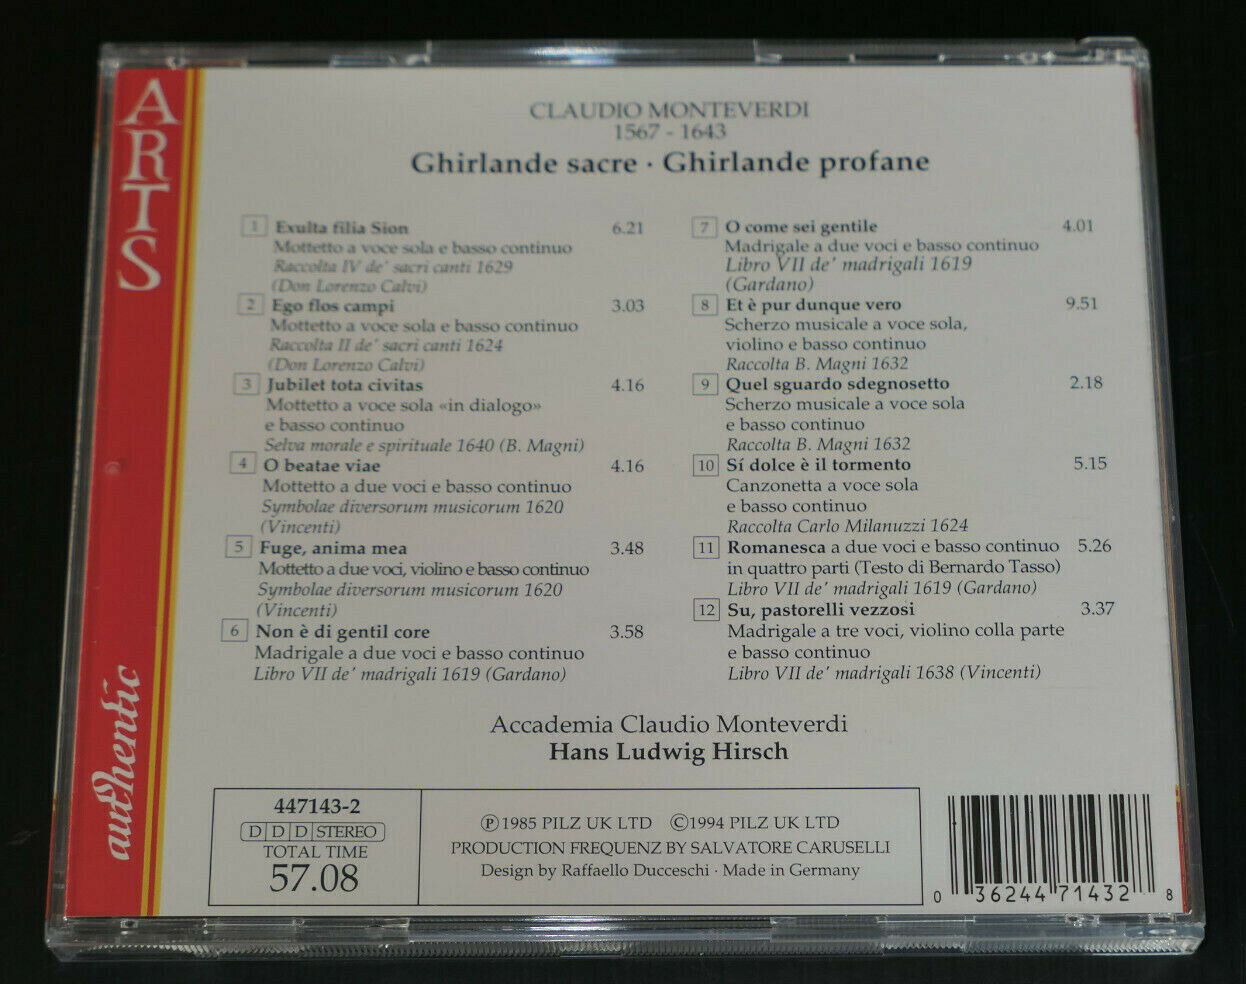 ARTS
authentic
CLAUDIO MONTEVERDI
1567 - 1643
Ghirlande sacre · Ghirlande profane
1 Exulta filia Sion 6.21
Mottetto a voce sola e basso continuo
Raccolta IV de' sacri canti 1629
(Don Lorenzo Calvi)
2 Ego flos campi 3.03
Mottetto a voce sola e basso continuo
Raccolta II de' sacri canti 1624
(Don Lorenzo Calvi)
3 Jubilet tota civitas 4.16
Mottetto a voce sola «in dialogo»
e basso continuo
Selva morale e spirituale 1640 (B. Magni)
4 O beatae viae 4.16
Mottetto a due voci e basso continuo
Symbolae diversorum musicorum 1620
(Vincenti)
5 Fuge, anima mea 3.48
Mottetto a due voci, violino e basso continuo
Symbolae diversorum musicorum 1620
(Vincenti)
6 Non è di gentil core 3.58
Madrigale a due voci e basso continuo
Libro VII de' madrigali 1619 (Gardano)
7 O come sei gentile 4.01
Madrigale a due voci e basso continuo
Libro VII de' madrigali 1619
(Gardano)
8 Et è pur dunque vero 9.51
Scherzo musicale a voce sola,
violino e basso continuo
Raccolta B. Magni 1632
9 Quel sguardo sdegnosetto 2.18
Scherzo musicale a voce sola
e basso continuo
Raccolta B. Magni 1632
10 Sí dolce è il tormento 5.15
Canzonetta a voce sola
e basso continuo
Raccolta Carlo Milanuzzi 1624
11 Romanesca a due voci e basso continuo 5.26
in quattro parti (Testo di Bernardo Tasso)
Libro VII de' madrigali 1619 (Gardano)
12 Su, pastorelli vezzosi 3.37
Madrigale a tre voci, violino colla parte
e basso continuo
Libro VII de' madrigali 1638 (Vincenti)
Accademia Claudio Monteverdi
Hans Ludwig Hirsch
447143-2
D D D STEREO
TOTAL TIME
57.08
Ⓟ1985 PILZ UK LTD ©1994 PILZ UK LTD
PRODUCTION FREQUENZ BY SALVATORE CARUSELLI
Design by Raffaello Ducceschi · Made in Germany
0 36244 71432 8